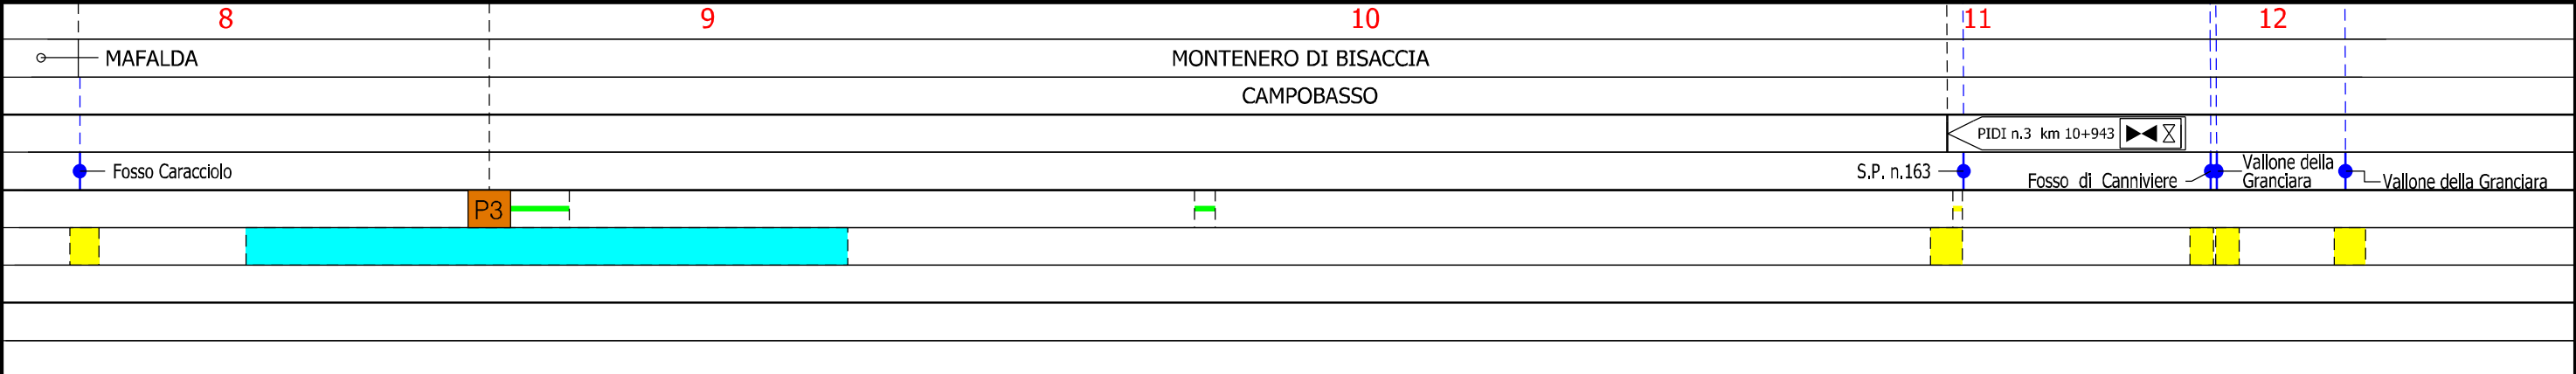 8 9 10 11 12
MAFALDA MONTENERO DI BISACCIA
CAMPOBASSO
PIDI n.3 km 10+943
Fosso Caracciolo S.P. n.163 Fosso di Canniviere Vallone della
Granciara Vallone della Granciara
P3